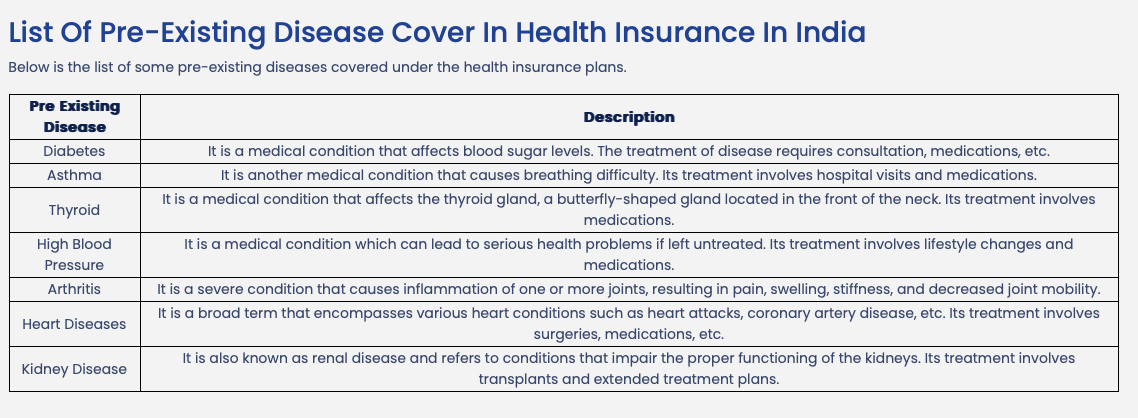 List Of Pre-Existing Disease Cover In Health Insurance In India
Below is the list of some pre-existing diseases covered under the health insurance plans.
Pre Existing
Disease
Description
Diabetes
It is a medical condition that affects blood sugar levels. The treatment of disease requires consultation, medications, etc.
Asthma
It is another medical condition that causes breathing difficulty. Its treatment involves hospital visits and medications.
Thyroid
It is a medical condition that affects the thyroid gland, a butterfly-shaped gland located in the front of the neck. Its treatment involves
medications.
High Blood
Pressure
It is a medical condition which can lead to serious health problems if left untreated. Its treatment involves lifestyle changes and
medications.
Arthritis
It is a severe condition that causes inflammation of one or more joints, resulting in pain, swelling, stiffness, and decreased joint mobility.
Heart Diseases
It is a broad term that encompasses various heart conditions such as heart attacks, coronary artery disease, etc. Its treatment involves
surgeries, medications, etc.
Kidney Disease
It is also known as renal disease and refers to conditions that impair the proper functioning of the kidneys. Its treatment involves
transplants and extended treatment plans.